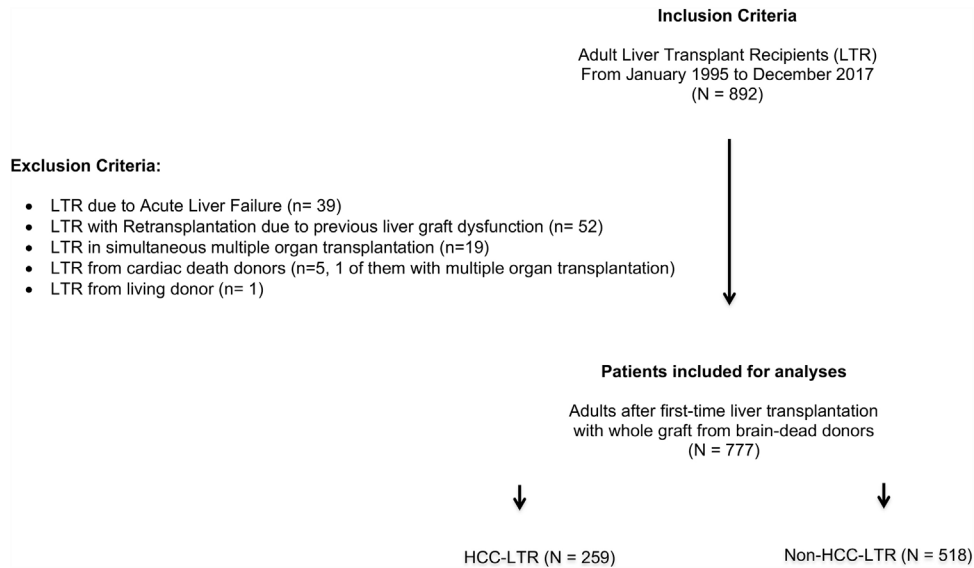 Inclusion Criteria
Adult Liver Transplant Recipients (LTR)
From January 1995 to December 2017
(N = 892)
Exclusion Criteria:
• LTR due to Acute Liver Failure (n= 39)
• LTR with Retransplantation due to previous liver graft dysfunction (n= 52)
• LTR in simultaneous multiple organ transplantation (n=19)
• LTR from cardiac death donors (n=5, 1 of them with multiple organ transplantation)
• LTR from living donor (n= 1)
Patients included for analyses
Adults after first-time liver transplantation
with whole graft from brain-dead donors
(N = 777)
HCC-LTR (N = 259)
Non-HCC-LTR (N = 518)